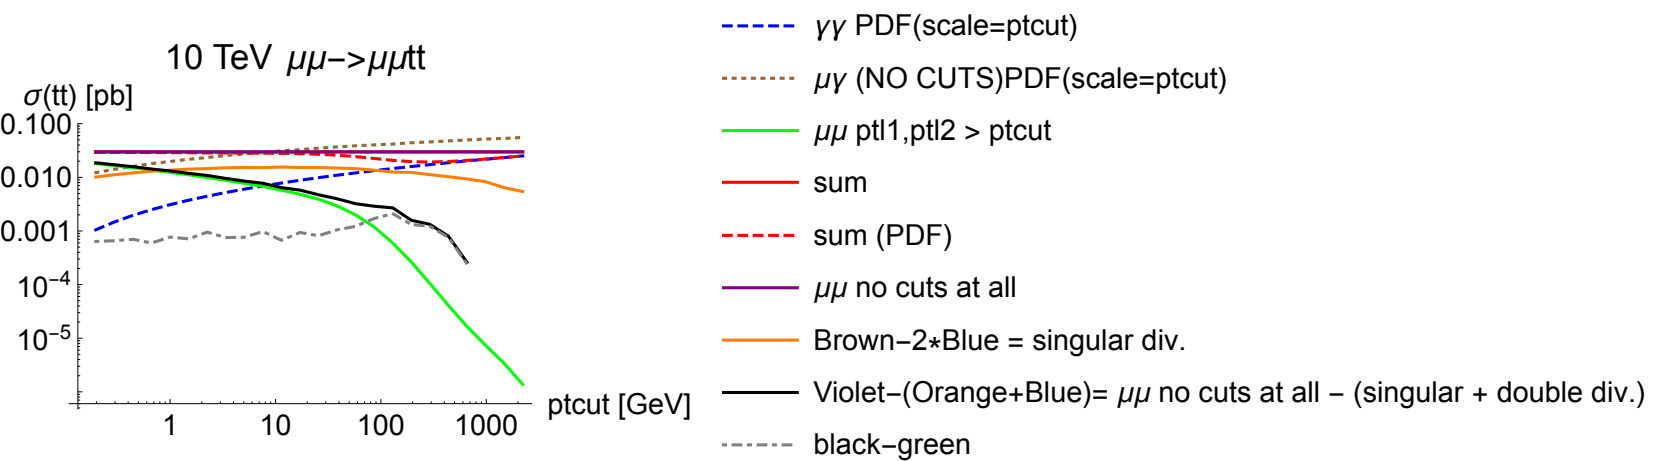 10 TeV μμ−>μμtt
σ(tt) [pb]
0.100
0.010
0.001
10−4
10−5
1 10 100 1000
ptcut [GeV]
γγ PDF(scale=ptcut)
μγ (NO CUTS)PDF(scale=ptcut)
μμ ptl1,ptl2 > ptcut
sum
sum (PDF)
μμ no cuts at all
Brown−2*Blue = singular div.
Violet−(Orange+Blue)= μμ no cuts at all − (singular + double div.)
black−green